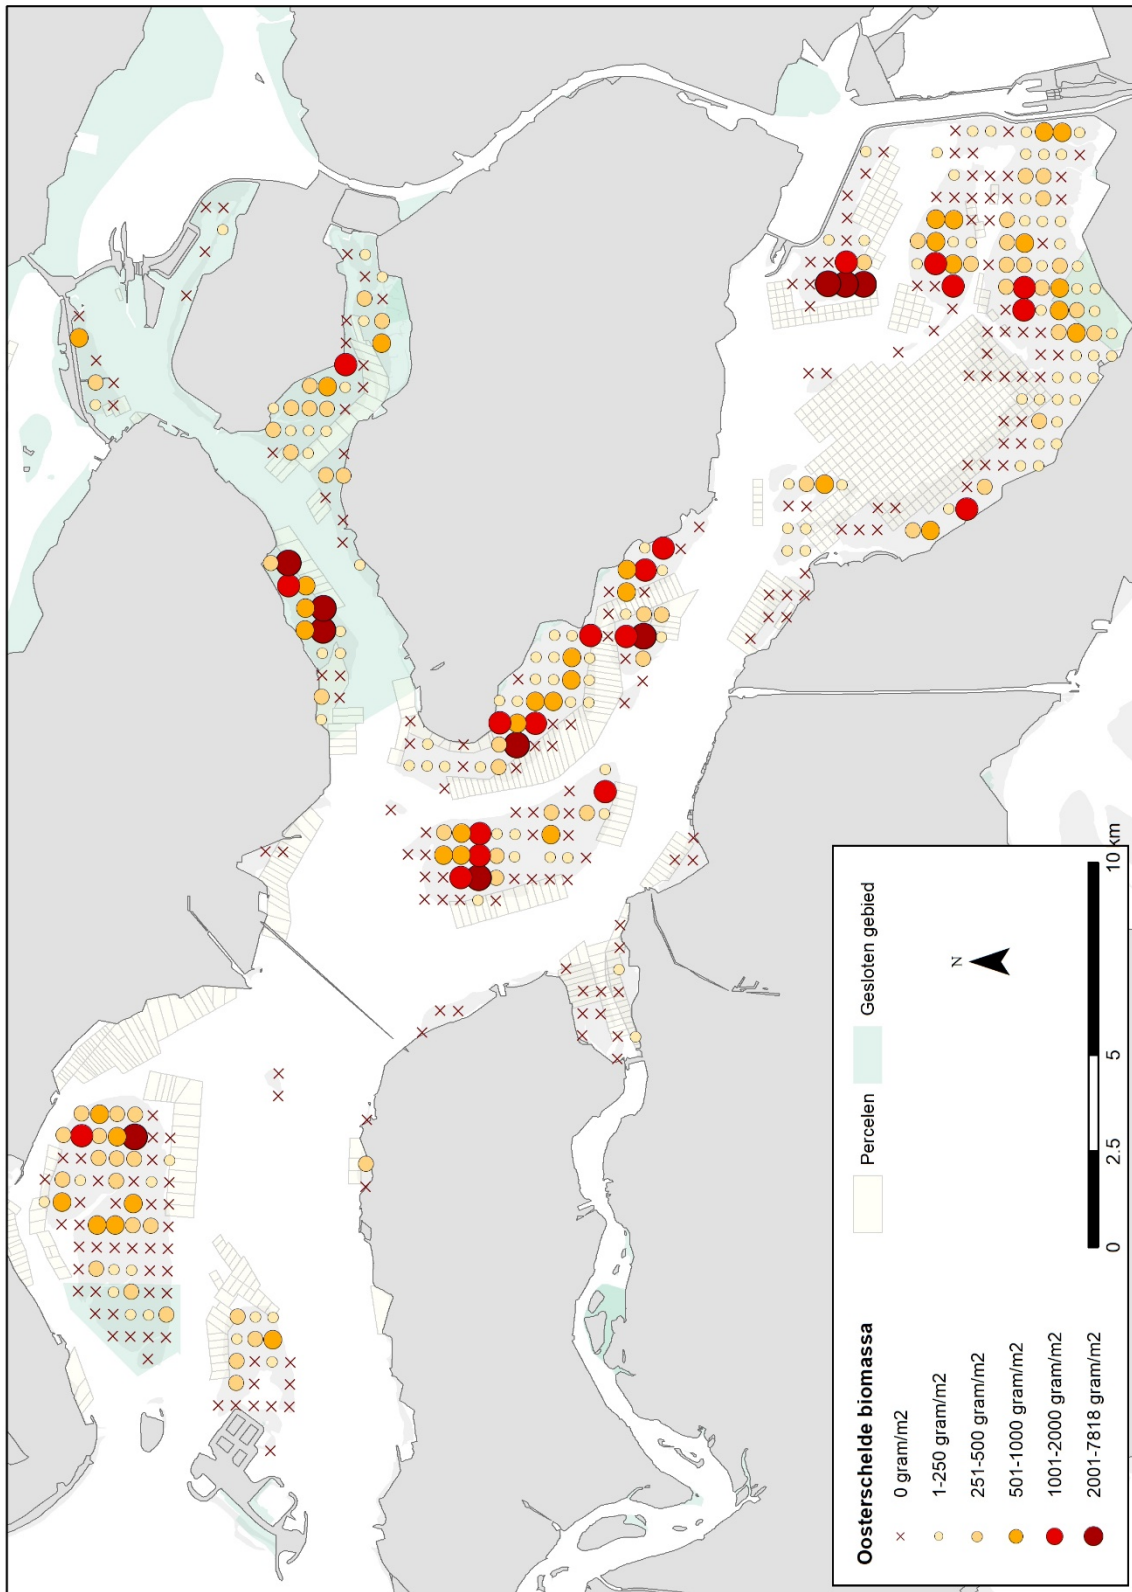 Oosterschelde biomassa
0 gram/m2
1-250 gram/m2
251-500 gram/m2
501-1000 gram/m2
1001-2000 gram/m2
2001-7818 gram/m2
Percelen
Gesloten gebied
N
0 2.5 5 10 km